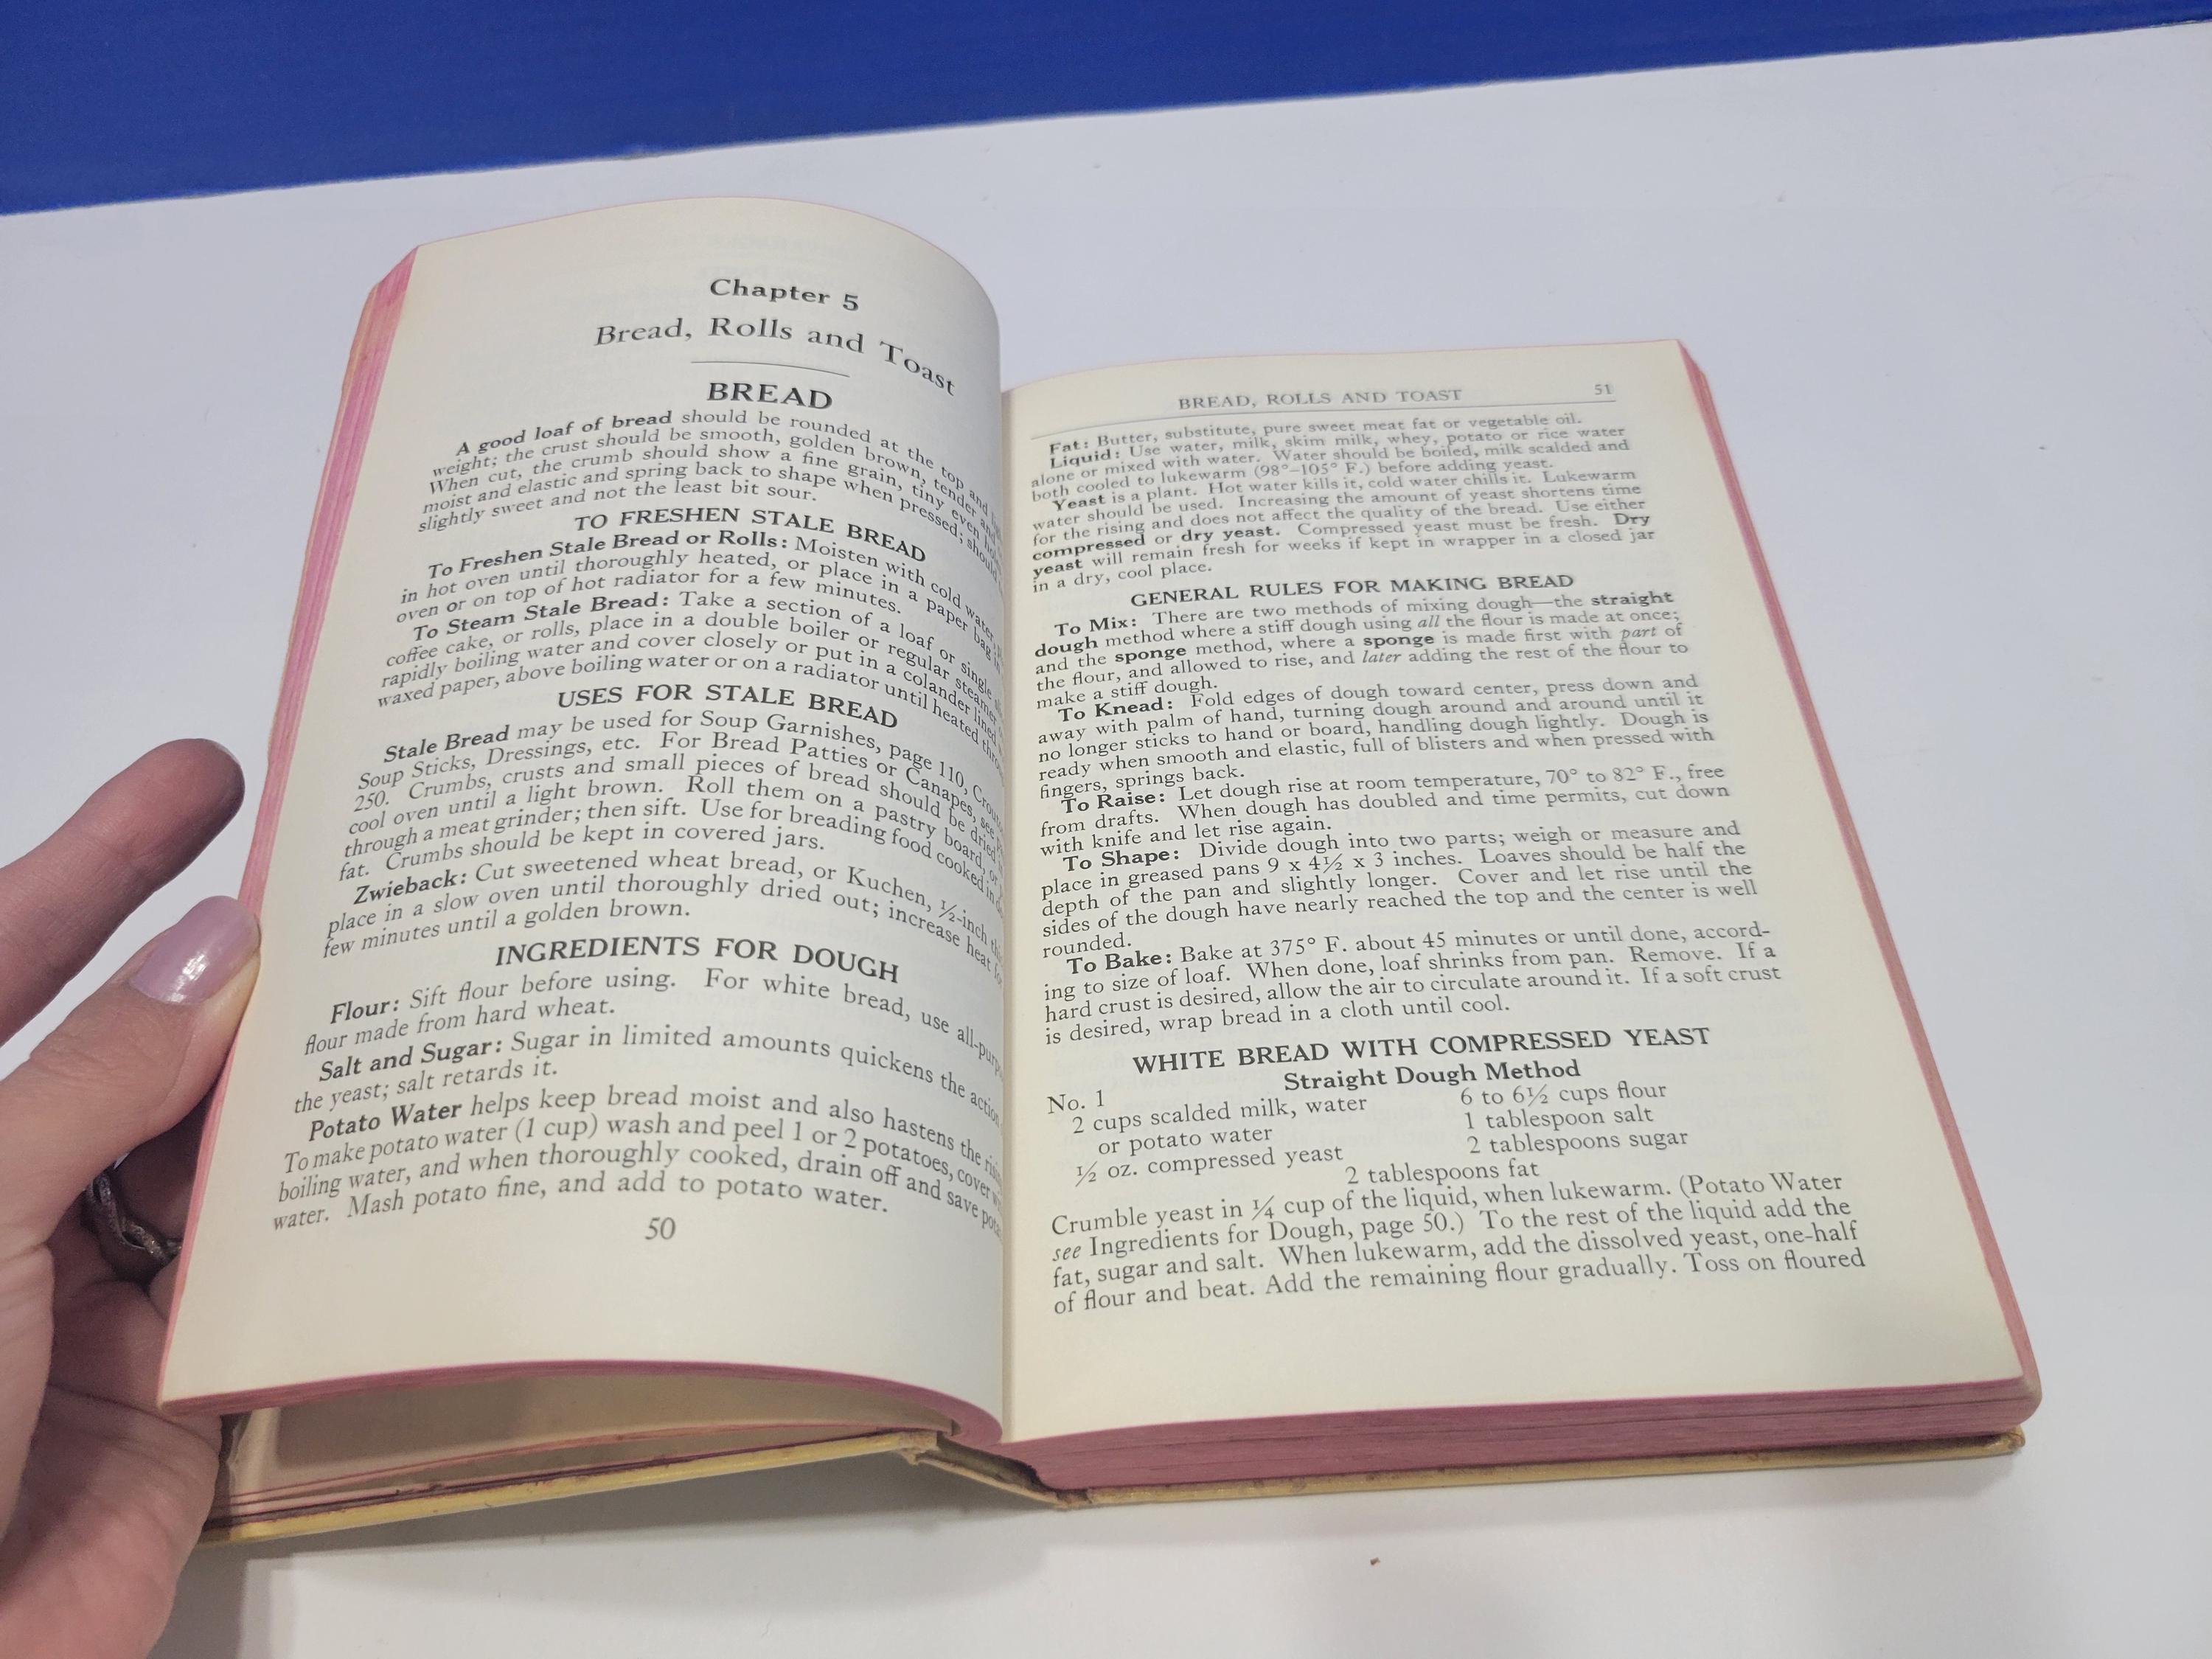 Chapter 5
Bread, Rolls and Toast
BREAD
A good loaf of bread should be rounded at the top and
weight; the crust should be smooth, golden brown, tender and
When cut, the crumb should show a fine grain, tiny even
moist and elastic and spring back to shape when pressed; should
slightly sweet and not the least bit sour.
TO FRESHEN STALE BREAD
To Freshen Stale Bread or Rolls: Moisten with cold water,
in hot oven until thoroughly heated, or place in a paper bag in
oven or on top of hot radiator for a few minutes.
To Steam Stale Bread: Take a section of a loaf or single
coffee cake, or rolls, place in a double boiler or regular steamer
rapidly boiling water and cover closely or put in a colander lined
waxed paper, above boiling water or on a radiator until heated
USES FOR STALE BREAD
Stale Bread may be used for Soup Garnishes, page 110,
Soup Sticks, Dressings, etc. For Bread Patties or Canapes, see
250. Crumbs, crusts and small pieces of bread should be dried
cool oven until a light brown. Roll them on a pastry board, or
through a meat grinder; then sift. Use for breading food cooked in
fat. Crumbs should be kept in covered jars.
Zwieback: Cut sweetened wheat bread, or Kuchen, ½-inch
place in a slow oven until thoroughly dried out; increase heat
few minutes until a golden brown.
INGREDIENTS FOR DOUGH
Flour: Sift flour before using. For white bread, use
flour made from hard wheat.
Salt and Sugar: Sugar in limited amounts quickens the action
the yeast; salt retards it.
Potato Water helps keep bread moist and also hastens the
To make potato water (1 cup) wash and peel 1 or 2 potatoes, cover
boiling water, and when thoroughly cooked, drain off and save
water. Mash potato fine, and add to potato water.
50
BREAD, ROLLS AND TOAST 51
Fat: Butter, substitute, pure sweet meat fat or vegetable oil.
Liquid: Use water, milk, skim milk, whey, potato or rice water
alone or mixed with water. Water should be boiled, milk scalded and
both cooled to lukewarm (98°–105° F.) before adding yeast.
Yeast is a plant. Hot water kills it, cold water chills it. Lukewarm
water should be used. Increasing the amount of yeast shortens time
for the rising and does not affect the quality of the bread. Use either
compressed or dry yeast. Compressed yeast must be fresh. Dry
yeast will remain fresh for weeks if kept in wrapper in a closed jar
in a dry, cool place.
GENERAL RULES FOR MAKING BREAD
To Mix: There are two methods of mixing dough—the straight
dough method where a stiff dough using all the flour is made at once;
and the sponge method, where a sponge is made first with part of
the flour, and allowed to rise, and later adding the rest of the flour to
make a stiff dough.
To Knead: Fold edges of dough toward center, press down and
away with palm of hand, turning dough around and around until it
no longer sticks to hand or board, handling dough lightly. Dough is
ready when smooth and elastic, full of blisters and when pressed with
fingers, springs back.
To Raise: Let dough rise at room temperature, 70° to 82° F., free
from drafts. When dough has doubled and time permits, cut down
with knife and let rise again.
To Shape: Divide dough into two parts; weigh or measure and
place in greased pans 9 x 4½ x 3 inches. Loaves should be half the
depth of the pan and slightly longer. Cover and let rise until the
sides of the dough have nearly reached the top and the center is well
rounded.
To Bake: Bake at 375° F. about 45 minutes or until done, accord-
ing to size of loaf. When done, loaf shrinks from pan. Remove. If a
hard crust is desired, allow the air to circulate around it. If a soft crust
is desired, wrap bread in a cloth until cool.
WHITE BREAD WITH COMPRESSED YEAST
Straight Dough Method
No. 1
2 cups scalded milk, water
or potato water
½ oz. compressed yeast
6 to 6½ cups flour
1 tablespoon salt
2 tablespoons sugar
2 tablespoons fat
Crumble yeast in ¼ cup of the liquid, when lukewarm. (Potato Water
see Ingredients for Dough, page 50.) To the rest of the liquid add the
fat, sugar and salt. When lukewarm, add the dissolved yeast, one-half
of flour and beat. Add the remaining flour gradually. Toss on floured